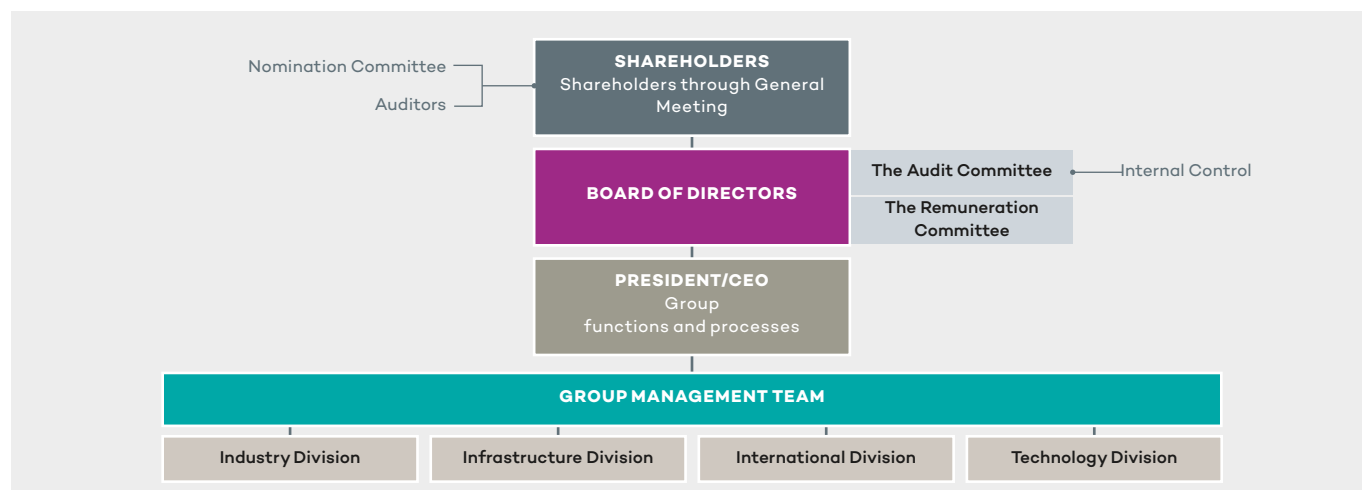 SHAREHOLDERS
Shareholders through General
Meeting
Nomination Committee
Auditors
BOARD OF DIRECTORS
The Audit Committee
Internal Control
The Remuneration
Committee
PRESIDENT/CEO
Group
functions and processes
GROUP MANAGEMENT TEAM
Industry Division
Infrastructure Division
International Division
Technology Division